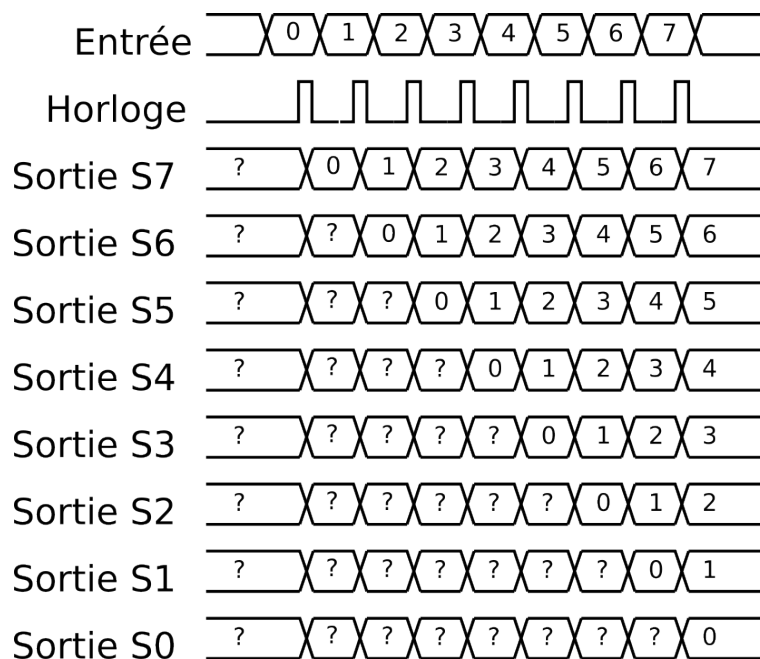 Entrée 0 1 2 3 4 5 6 7
Horloge
Sortie S7 ? 0 1 2 3 4 5 6 7
Sortie S6 ? ? 0 1 2 3 4 5 6
Sortie S5 ? ? ? 0 1 2 3 4 5
Sortie S4 ? ? ? ? 0 1 2 3 4
Sortie S3 ? ? ? ? ? 0 1 2 3
Sortie S2 ? ? ? ? ? ? 0 1 2
Sortie S1 ? ? ? ? ? ? ? 0 1
Sortie S0 ? ? ? ? ? ? ? ? 0